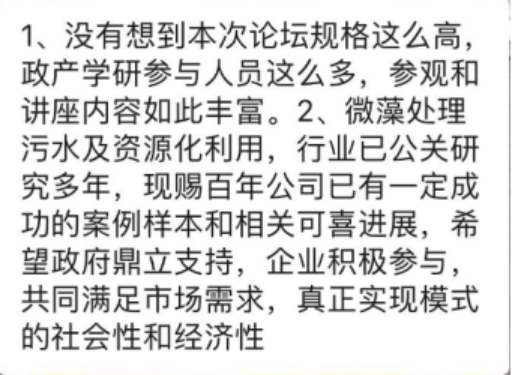 1、没有想到本次论坛规格这么高，
政产学研参与人员这么多，参观和
讲座内容如此丰富。2、微藻处理
污水及资源化利用，行业已公关研
究多年，现赐百年公司已有一定成
功的案例样本和相关可喜进展，希
望政府鼎立支持，企业积极参与，
共同满足市场需求，真正实现模式
的社会性和经济性